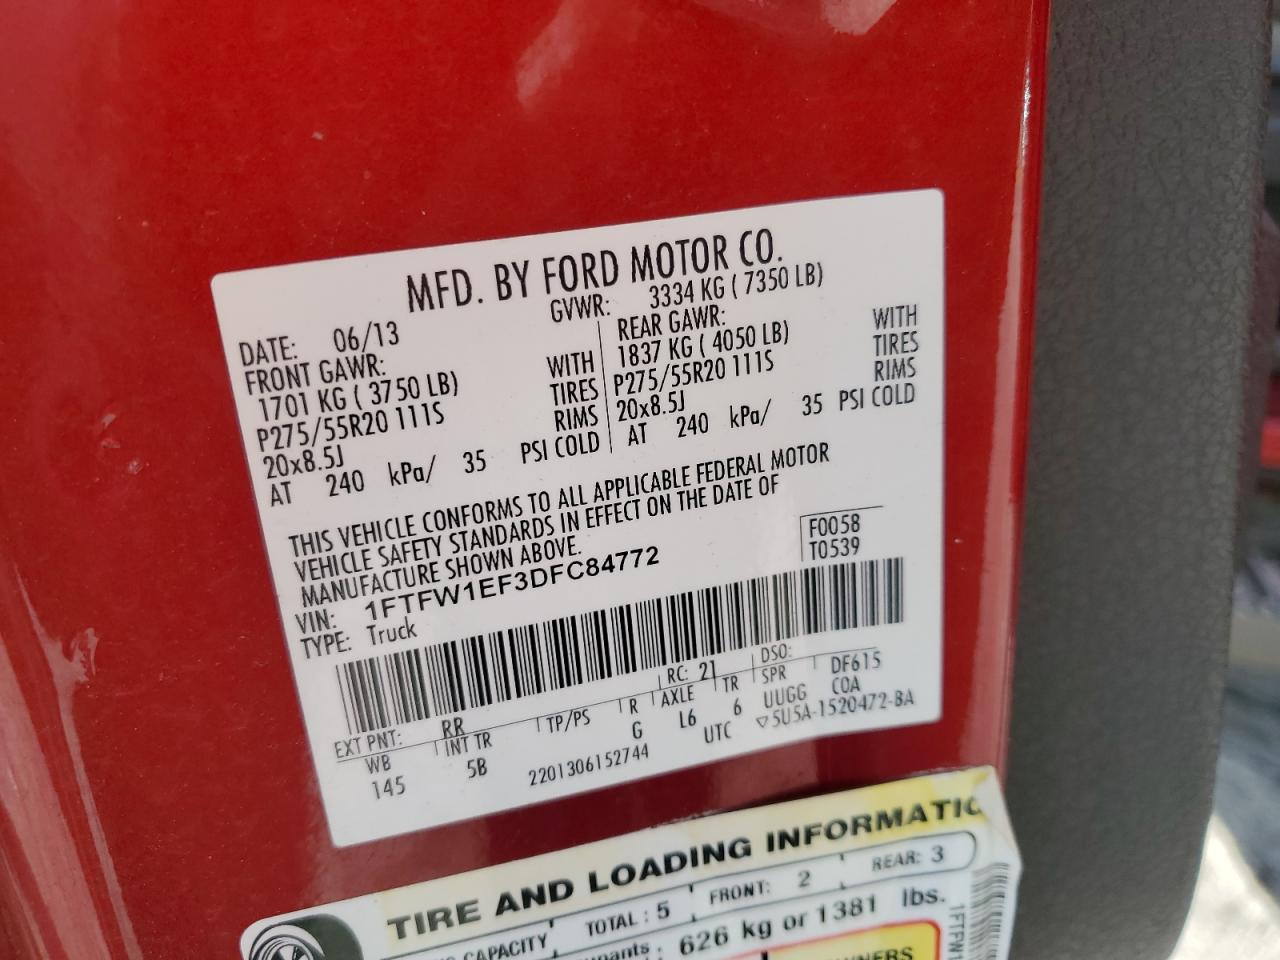 MFD. BY FORD MOTOR CO.
DATE: 06/13 GVWR: 3334 KG ( 7350 LB)
FRONT GAWR: REAR GAWR:
1701 KG ( 3750 LB) WITH 1837 KG ( 4050 LB) WITH
P275/55R20 111S TIRES P275/55R20 111S TIRES
20x8.5J RIMS 20x8.5J RIMS
AT 240 kPa/ 35 PSI COLD AT 240 kPa/ 35 PSI COLD
THIS VEHICLE CONFORMS TO ALL APPLICABLE FEDERAL MOTOR
VEHICLE SAFETY STANDARDS IN EFFECT ON THE DATE OF
MANUFACTURE SHOWN ABOVE.
VIN: 1FTFW1EF3DFC84772
TYPE: Truck
F0058
T0539
EXT PNT: RR RC: 21 DSO: DF615
WB INT TR TP/PS R AXLE TR SPR COA
145 5B G L6 6 UUGG
2201306152744 UTC ▽5U5A-1520472-BA
TIRE AND LOADING INFORMATIO
CAPACITY TOTAL : 5 FRONT: 2 REAR: 3
626 kg or 1381 lbs.
1FTFW1